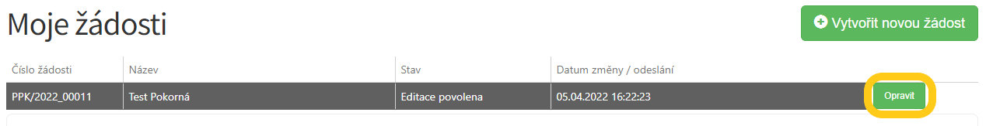 Moje žádosti
Vytvořit novou žádost
Číslo žádosti Název Stav Datum změny / odeslání
PPK/2022_00011 Test Pokorná Editace povolena 05.04.2022 16:22:23 Opravit